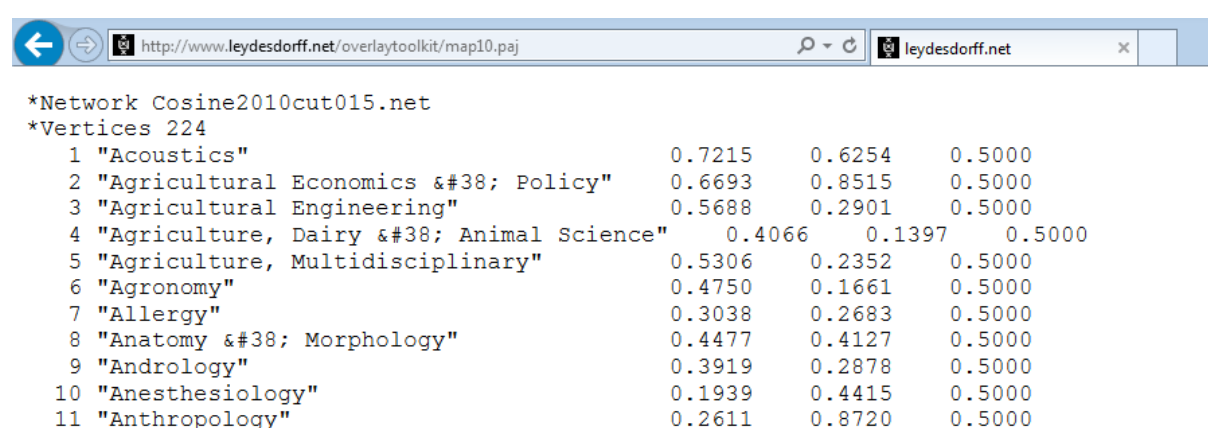 http://www.leydesdorff.net/overlaytoolkit/map10.paj leydesdorff.net
*Network Cosine2010cut015.net
*Vertices 224
1 "Acoustics" 0.7215 0.6254 0.5000
2 "Agricultural Economics &#38; Policy" 0.6693 0.8515 0.5000
3 "Agricultural Engineering" 0.5688 0.2901 0.5000
4 "Agriculture, Dairy &#38; Animal Science" 0.4066 0.1397 0.5000
5 "Agriculture, Multidisciplinary" 0.5306 0.2352 0.5000
6 "Agronomy" 0.4750 0.1661 0.5000
7 "Allergy" 0.3038 0.2683 0.5000
8 "Anatomy &#38; Morphology" 0.4477 0.4127 0.5000
9 "Andrology" 0.3919 0.2878 0.5000
10 "Anesthesiology" 0.1939 0.4415 0.5000
11 "Anthropology" 0.2611 0.8720 0.5000